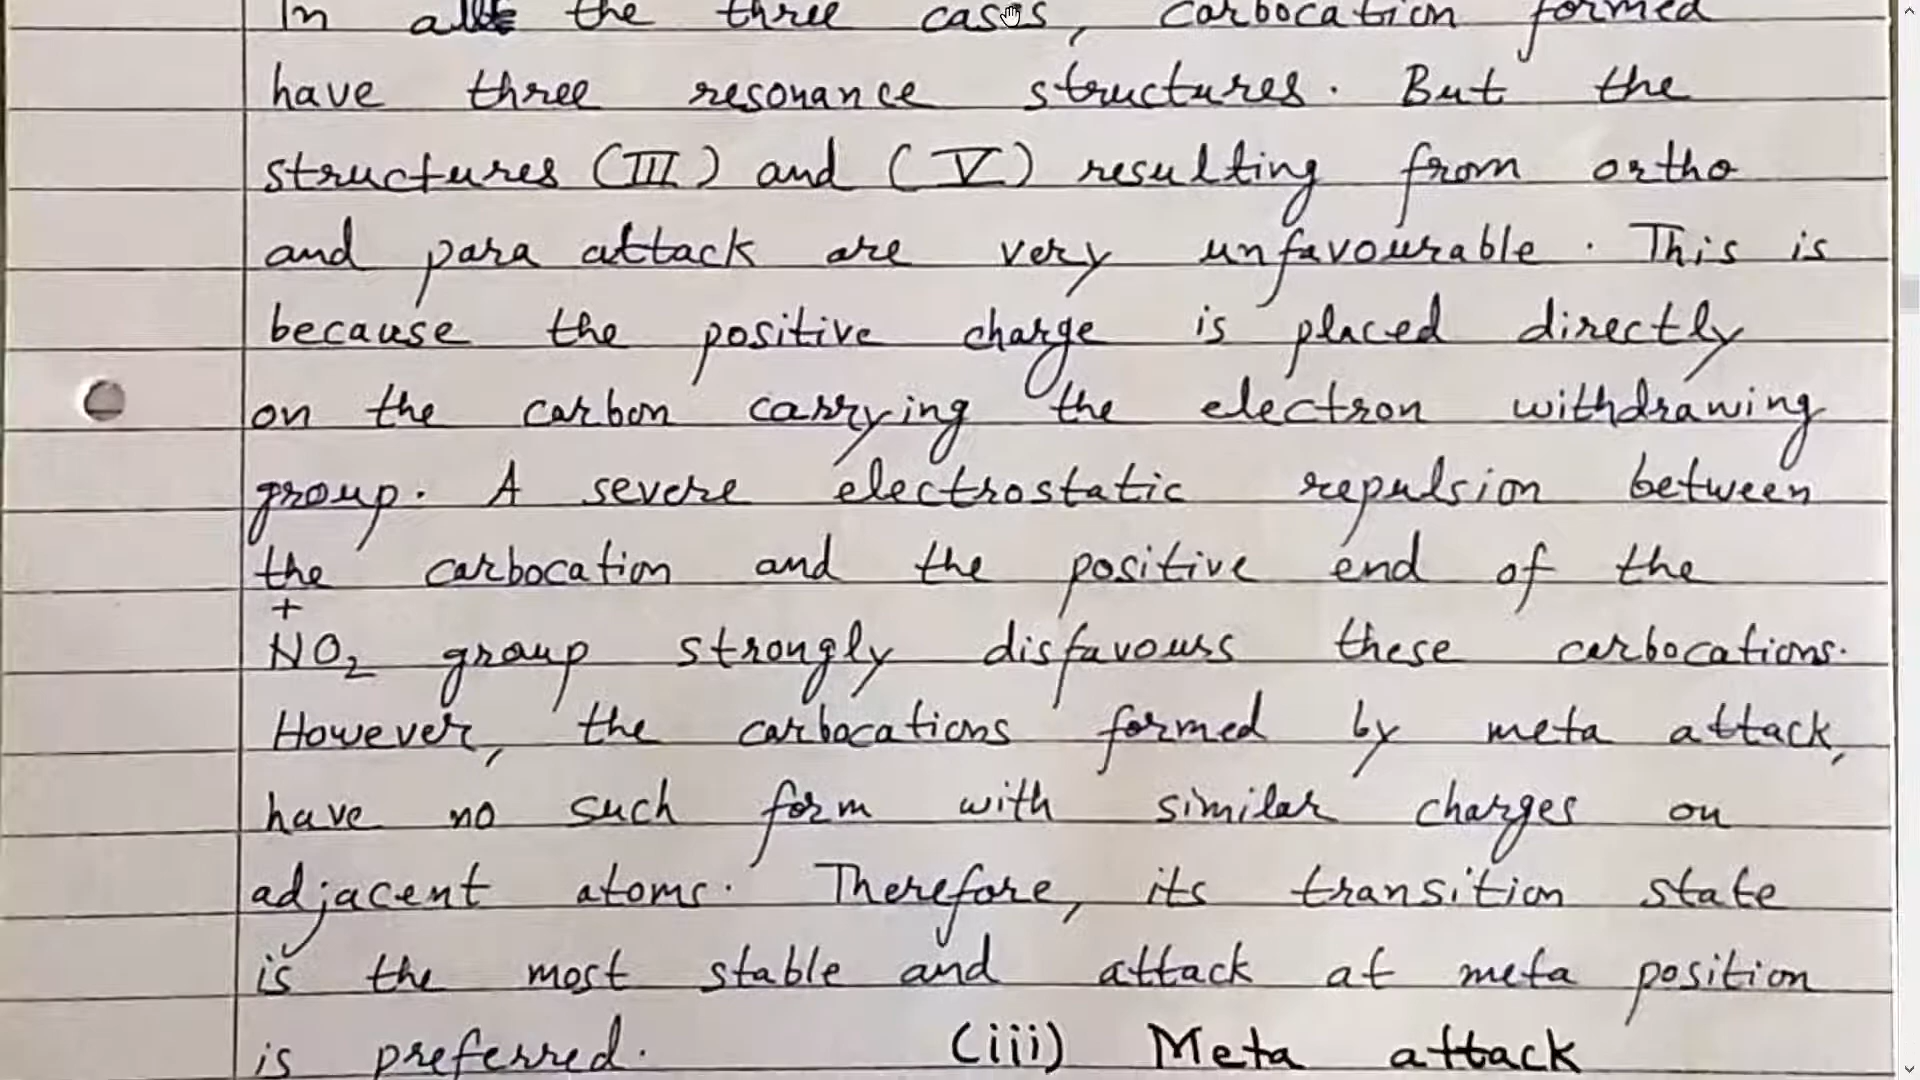 In all the three cases, carbocation formed
have three resonance structures. But the
structures (III) and (V) resulting from ortho
and para attack are very unfavourable. This is
because the positive charge is placed directly
on the carbon carrying the electron withdrawing
group. A severe electrostatic repulsion between
the carbocation and the positive end of the
+
NO₂ group strongly disfavours these carbocations.
However, the carbocations formed by meta attack,
have no such form with similar charges on
adjacent atoms. Therefore, its transition state
is the most stable and attack at meta position
is preferred. (iii) Meta attack